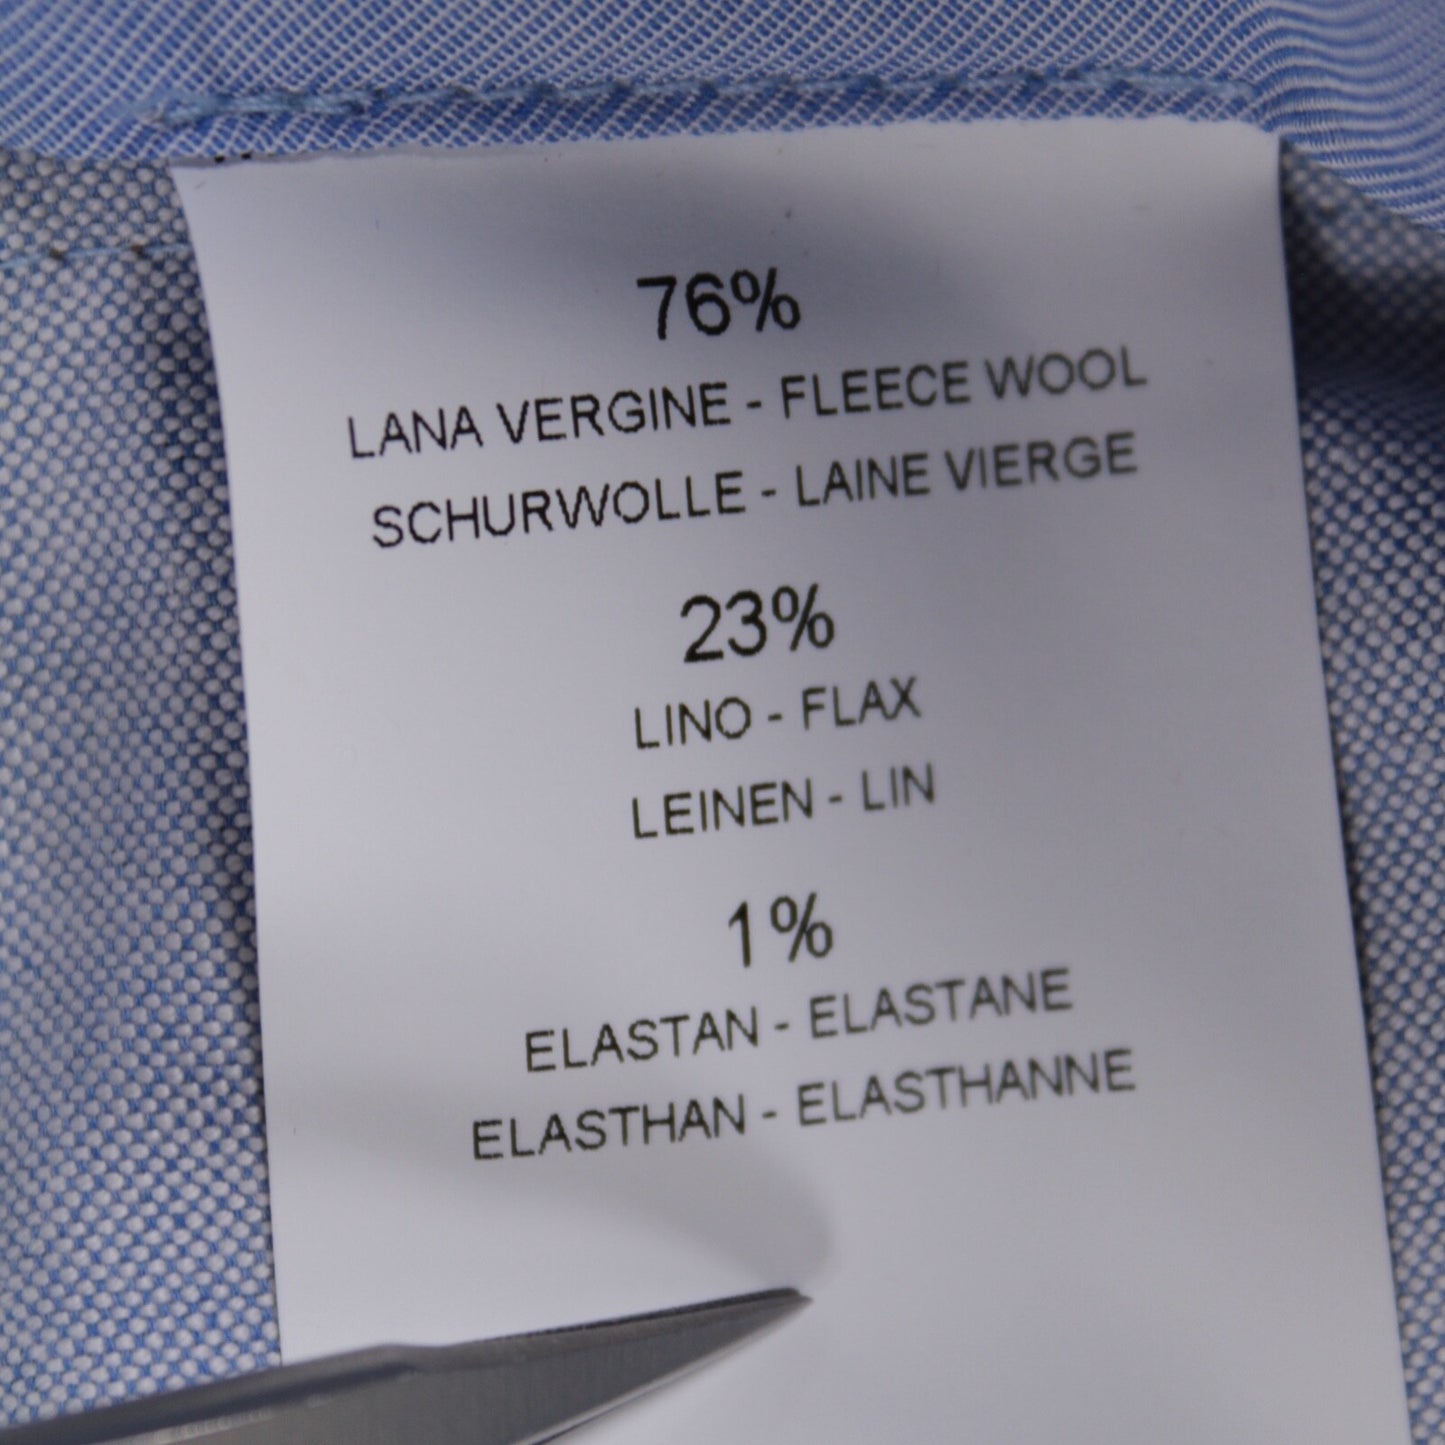 76%
LANA VERGINE - FLEECE WOOL
SCHURWOLLE - LAINE VIERGE
23%
LINO - FLAX
LEINEN - LIN
1%
ELASTAN - ELASTANE
ELASTHAN - ELASTHANNE